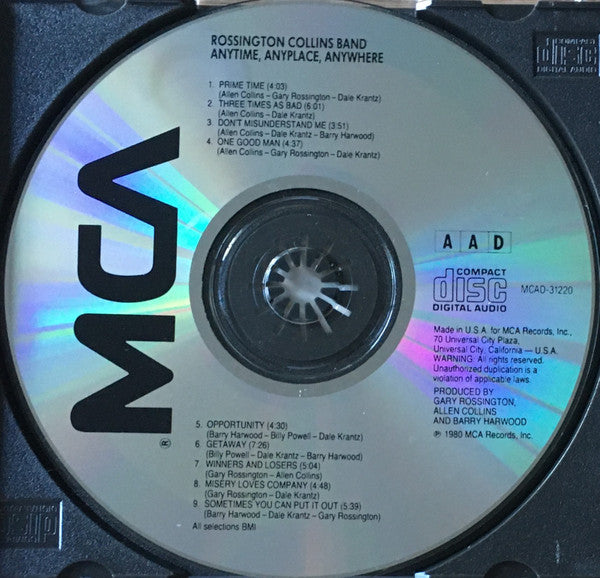 ROSSINGTON COLLINS BAND
ANYTIME, ANYPLACE, ANYWHERE
1. PRIME TIME (4:03)
(Allen Collins – Gary Rossington – Dale Krantz)
2. THREE TIMES AS BAD (6:01)
(Allen Collins – Dale Krantz)
3. DON'T MISUNDERSTAND ME (3:51)
(Allen Collins – Dale Krantz – Barry Harwood)
4. ONE GOOD MAN (4:37)
(Allen Collins – Gary Rossington – Dale Krantz)
MCA
®
A A D
COMPACT
disc
DIGITAL AUDIO
MCAD-31220
Made in U.S.A. for MCA Records, Inc.,
70 Universal City Plaza,
Universal City, California — U.S.A.
WARNING: All rights reserved.
Unauthorized duplication is a
violation of applicable laws.
PRODUCED BY
GARY ROSSINGTON,
ALLEN COLLINS
AND BARRY HARWOOD
℗ 1980 MCA Records, Inc.
5. OPPORTUNITY (4:30)
(Barry Harwood – Billy Powell – Dale Krantz)
6. GETAWAY (7:26)
(Billy Powell – Dale Krantz – Barry Harwood)
7. WINNERS AND LOSERS (5:04)
(Gary Rossington – Allen Collins)
8. MISERY LOVES COMPANY (4:48)
(Gary Rossington – Dale Krantz)
9. SOMETIMES YOU CAN PUT IT OUT (5:39)
(Barry Harwood – Dale Krantz – Gary Rossington)
All selections BMI
COMPACT
disc
DIGITAL AUDIO